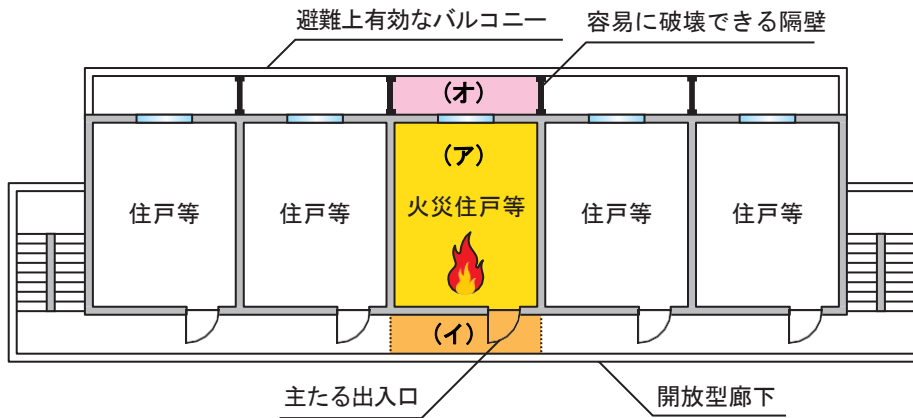 避難上有効なバルコニー
容易に破壊できる隔壁
(オ)
(ア)
住戸等
住戸等
火災住戸等
住戸等
住戸等
(イ)
主たる出入口
開放型廊下